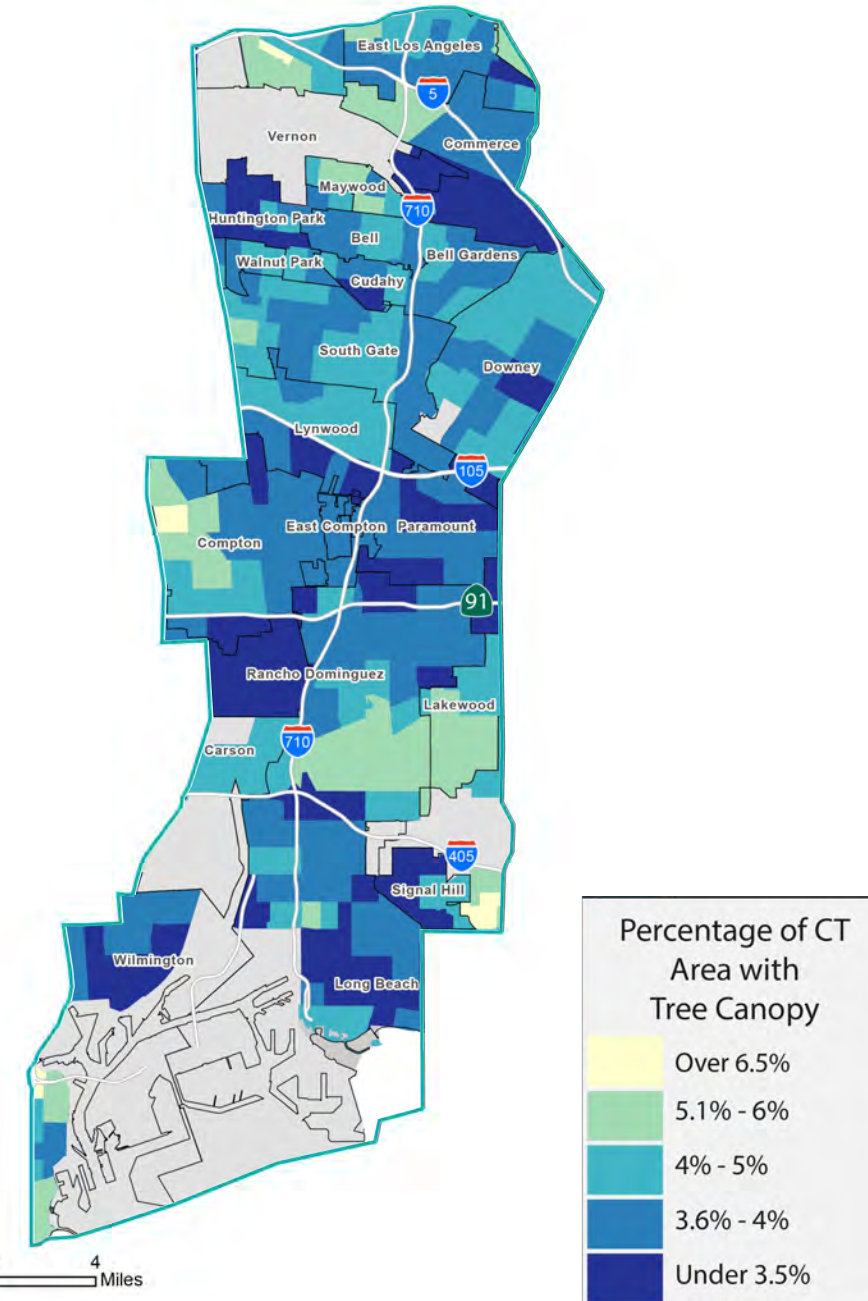 East Los Angeles
5
Vernon
Commerce
Maywood
710
Huntington Park
Bell
Bell Gardens
Walnut Park
Cudahy
South Gate
Downey
Lynwood
105
East Compton
Paramount
Compton
91
Rancho Dominguez
Lakewood
710
Carson
405
Signal Hill
Wilmington
Long Beach
4
Miles
Percentage of CT
Area with
Tree Canopy
Over 6.5%
5.1% - 6%
4% - 5%
3.6% - 4%
Under 3.5%